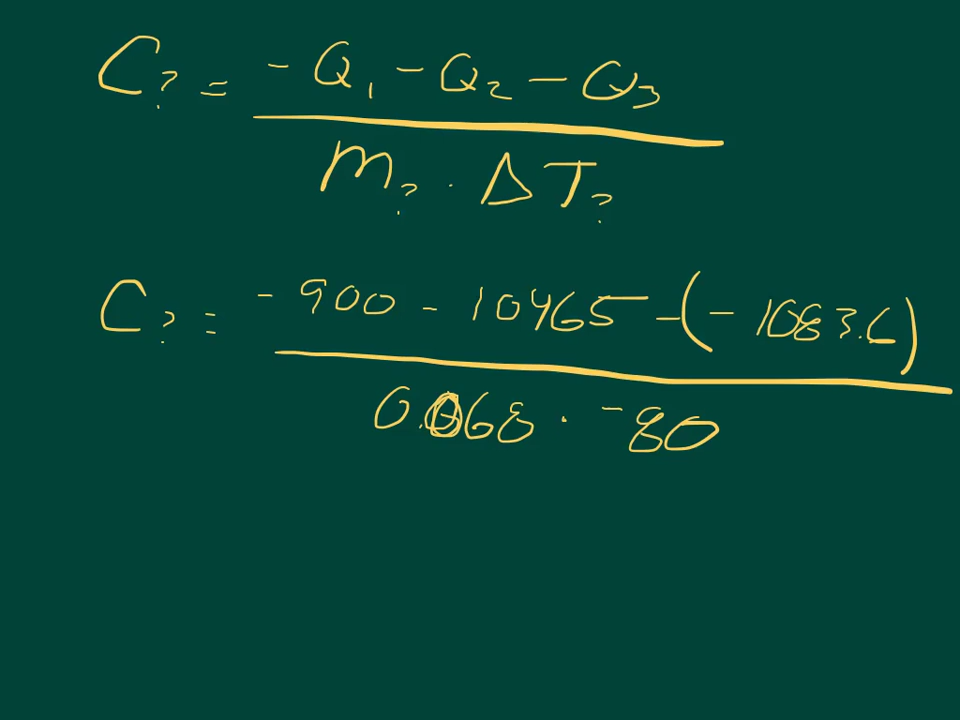 C? = -Q1 - Q2 - Q3
m? · ΔT?
C? = -900 - 10465 - (-1083.6)
0.068 · -80